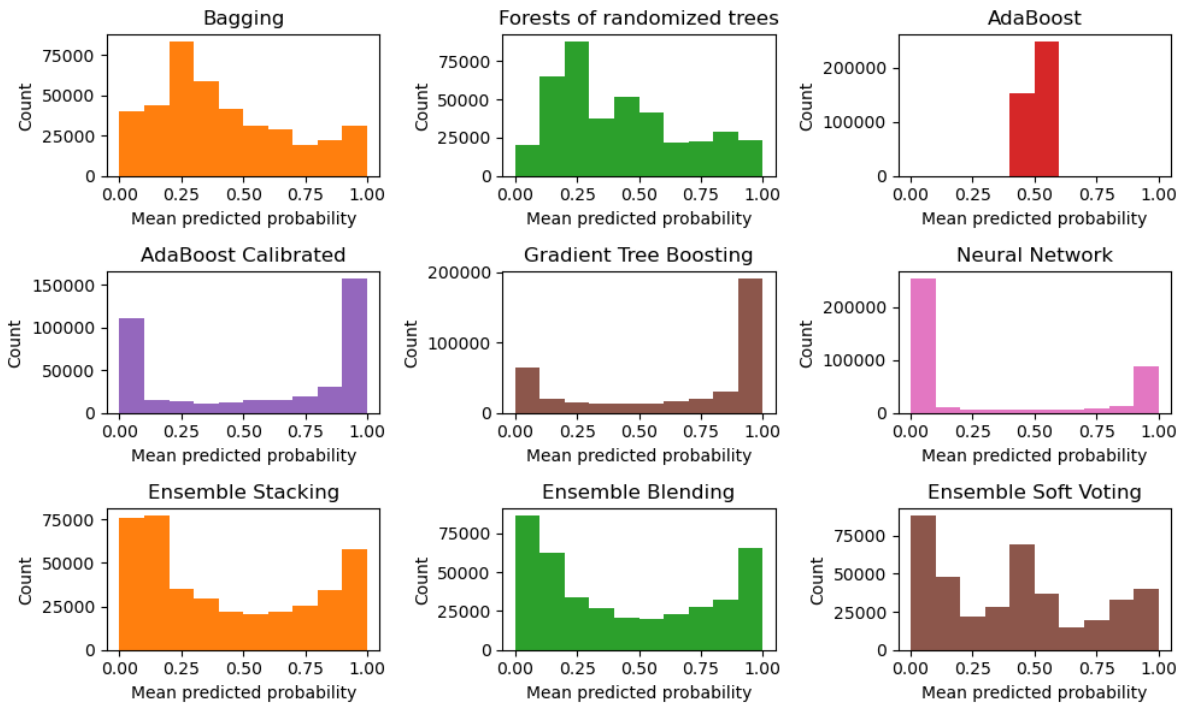 Bagging
Count
75000
50000
25000
0
0.00 0.25 0.50 0.75 1.00
Mean predicted probability
Forests of randomized trees
Count
75000
50000
25000
0
0.00 0.25 0.50 0.75 1.00
Mean predicted probability
AdaBoost
Count
200000
100000
0
0.00 0.25 0.50 0.75 1.00
Mean predicted probability
AdaBoost Calibrated
Count
150000
100000
50000
0
0.00 0.25 0.50 0.75 1.00
Mean predicted probability
Gradient Tree Boosting
Count
200000
100000
0
0.00 0.25 0.50 0.75 1.00
Mean predicted probability
Neural Network
Count
200000
100000
0
0.00 0.25 0.50 0.75 1.00
Mean predicted probability
Ensemble Stacking
Count
75000
50000
25000
0
0.00 0.25 0.50 0.75 1.00
Mean predicted probability
Ensemble Blending
Count
75000
50000
25000
0
0.00 0.25 0.50 0.75 1.00
Mean predicted probability
Ensemble Soft Voting
Count
75000
50000
25000
0
0.00 0.25 0.50 0.75 1.00
Mean predicted probability